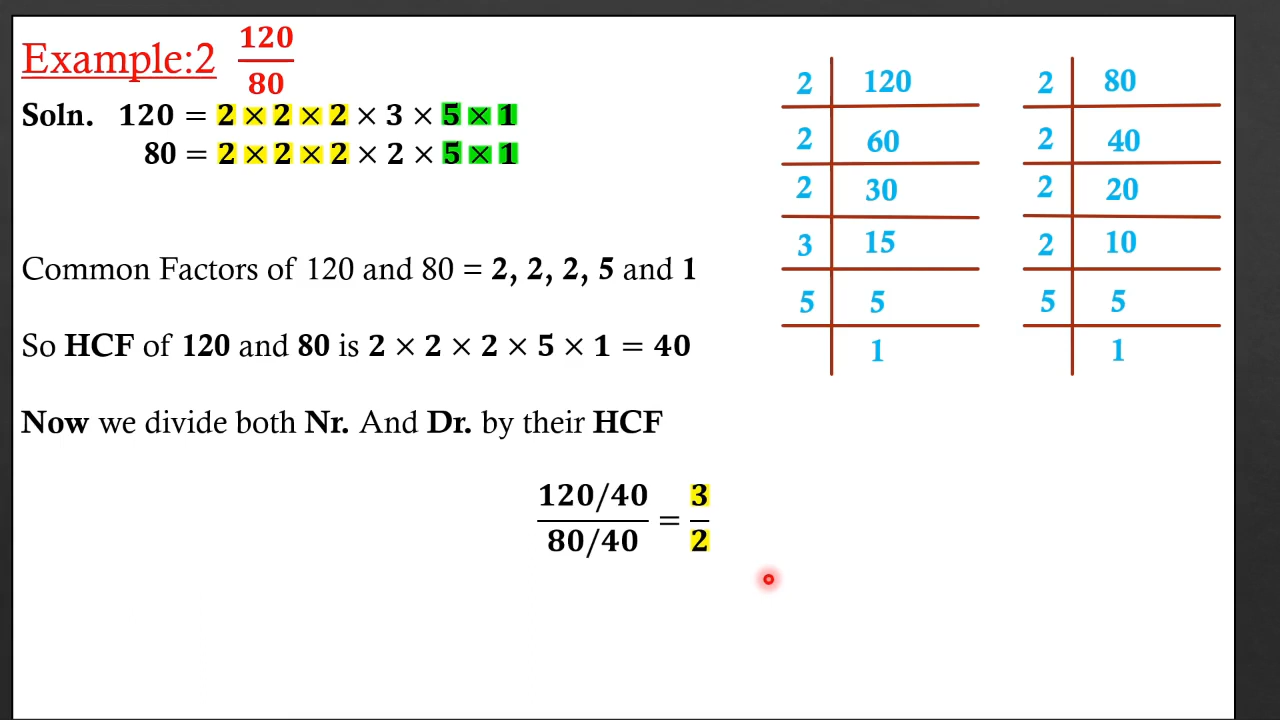 Example:2 120/80
Soln. 120 = 2 × 2 × 2 × 3 × 5 × 1
80 = 2 × 2 × 2 × 2 × 5 × 1
Common Factors of 120 and 80 = 2, 2, 2, 5 and 1
So HCF of 120 and 80 is 2 × 2 × 2 × 5 × 1 = 40
Now we divide both Nr. And Dr. by their HCF
120/40
80/40
=
3
2
2 120
2 60
2 30
3 15
5 5
1
2 80
2 40
2 20
2 10
5 5
1